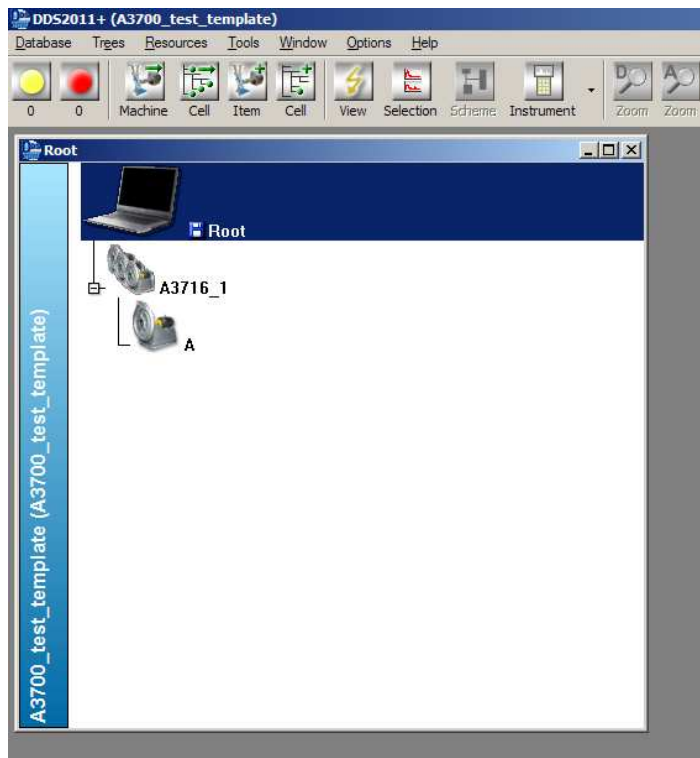 DDS2011+ (A3700_test_template)
Database Trees Resources Tools Window Options Help
0 0 Machine Cell Item Cell View Selection Scheme Instrument Zoom Zoom
Root
Root
A3716_1
A
A3700_test_template (A3700_test_template)